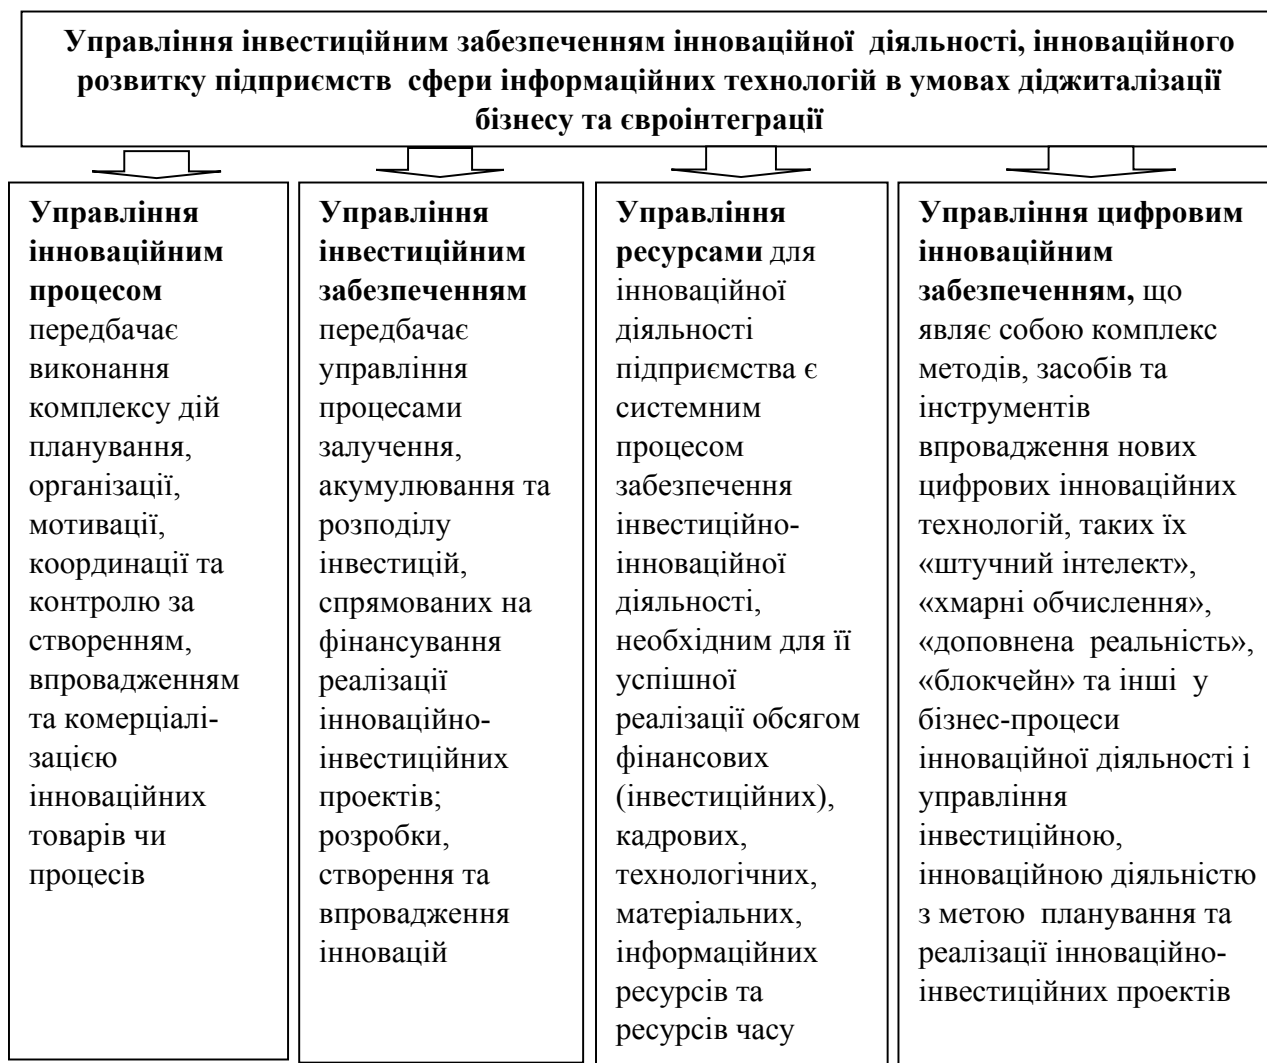 Управління інвестиційним забезпеченням інноваційної діяльності, інноваційного
розвитку підприємств сфери інформаційних технологій в умовах діджиталізації
бізнесу та євроінтеграції
Управління
інноваційним
процесом
передбачає
виконання
комплексу дій
планування,
організації,
мотивації,
координації та
контролю за
створенням,
впровадженням
та комерціалі-
зацією
інноваційних
товарів чи
процесів
Управління
інвестиційним
забезпеченням
передбачає
управління
процесами
залучення,
акумулювання та
розподілу
інвестицій,
спрямованих на
фінансування
реалізації
інноваційно-
інвестиційних
проектів;
розробки,
створення та
впровадження
інновацій
Управління
ресурсами для
інноваційної
діяльності
підприємства є
системним
процесом
забезпечення
інвестиційно-
інноваційної
діяльності,
необхідним для її
успішної
реалізації обсягом
фінансових
(інвестиційних),
кадрових,
технологічних,
матеріальних,
інформаційних
ресурсів та
ресурсів часу
Управління цифровим
інноваційним
забезпеченням, що
являє собою комплекс
методів, засобів та
інструментів
впровадження нових
цифрових інноваційних
технологій, таких їх
«штучний інтелект»,
«хмарні обчислення»,
«доповнена реальність»,
«блокчейн» та інші у
бізнес-процеси
інноваційної діяльності і
управління
інвестиційною,
інноваційною діяльністю
з метою планування та
реалізації інноваційно-
інвестиційних проектів